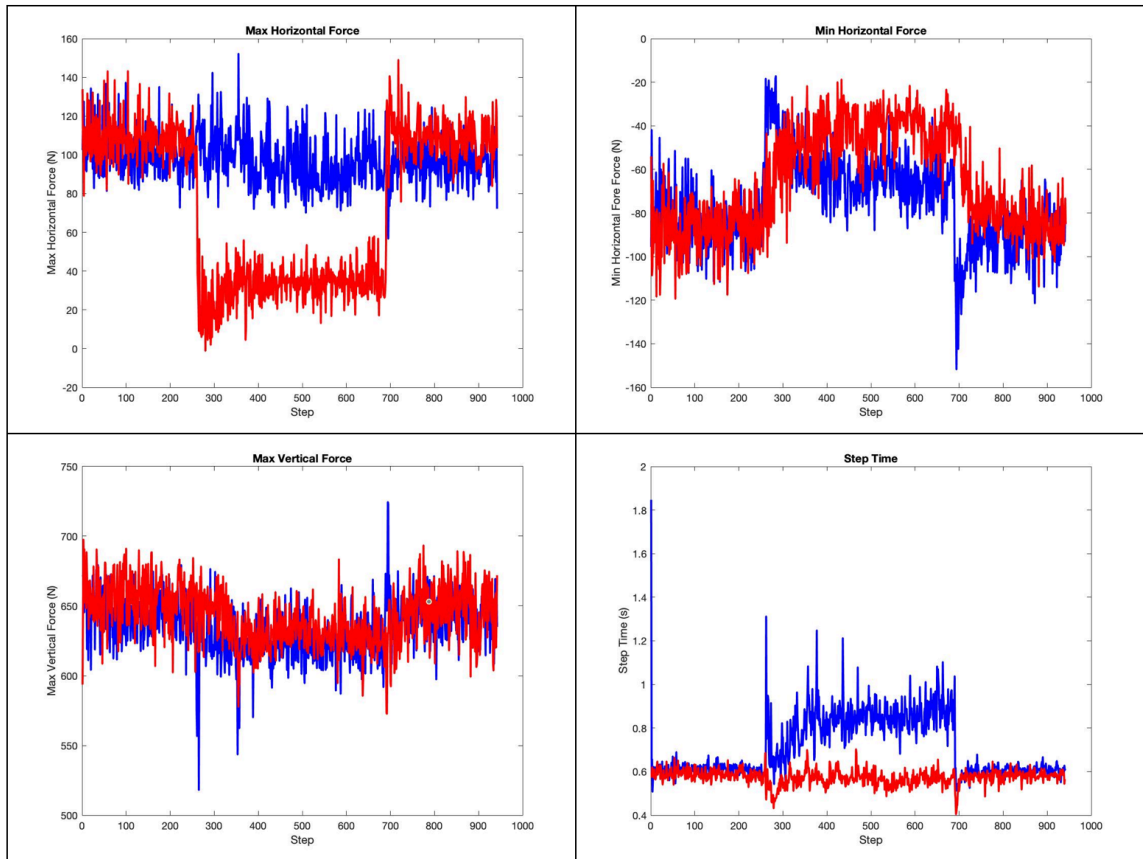 Max Horizontal Force
160
140
120
100
80
60
40
20
0
-20
Max Horizontal Force (N)
0 100 200 300 400 500 600 700 800 900 1000
Step
Min Horizontal Force
0
-20
-40
-60
-80
-100
-120
-140
-160
Min Horizontal Fore Force (N)
0 100 200 300 400 500 600 700 800 900 1000
Step
Max Vertical Force
750
700
650
600
550
500
Max Vertical Force (N)
0 100 200 300 400 500 600 700 800 900 1000
Step
Step Time
2
1.8
1.6
1.4
1.2
1
0.8
0.6
0.4
Step Time (s)
0 100 200 300 400 500 600 700 800 900 1000
Step